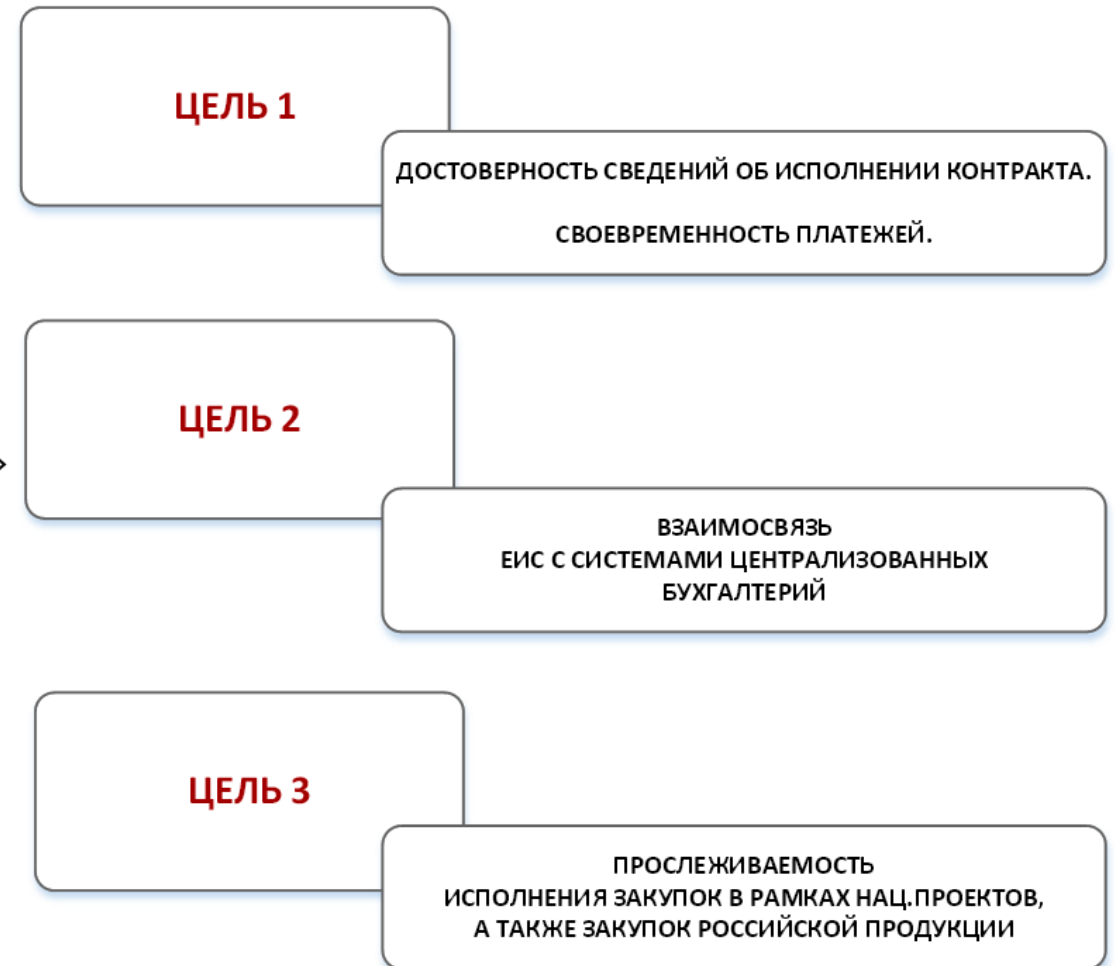 ЦЕЛЬ 1
ДОСТОВЕРНОСТЬ СВЕДЕНИЙ ОБ ИСПОЛНЕНИИ КОНТРАКТА.
СВОЕВРЕМЕННОСТЬ ПЛАТЕЖЕЙ.
ЦЕЛЬ 2
ВЗАИМОСВЯЗЬ
ЕИС С СИСТЕМАМИ ЦЕНТРАЛИЗОВАННЫХ
БУХГАЛТЕРИЙ
ЦЕЛЬ 3
ПРОСЛЕЖИВАЕМОСТЬ
ИСПОЛНЕНИЯ ЗАКУПОК В РАМКАХ НАЦ.ПРОЕКТОВ,
А ТАКЖЕ ЗАКУПОК РОССИЙСКОЙ ПРОДУКЦИИ